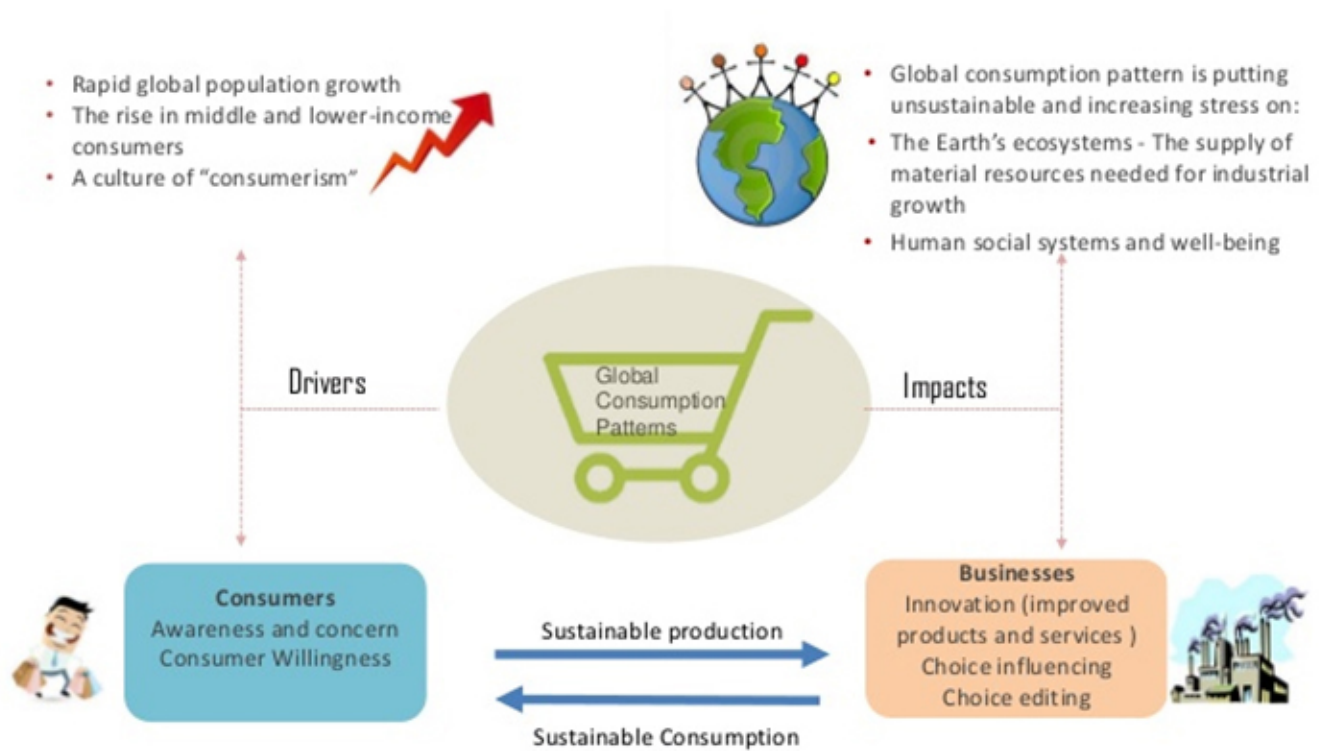 • Rapid global population growth
• The rise in middle and lower-income
consumers
• A culture of “consumerism”
• Global consumption pattern is putting
unsustainable and increasing stress on:
• The Earth’s ecosystems - The supply of
material resources needed for industrial
growth
• Human social systems and well-being
Drivers
Global
Consumption
Patterns
Impacts
Consumers
Awareness and concern
Consumer Willingness
Sustainable production
Sustainable Consumption
Businesses
Innovation (improved
products and services )
Choice influencing
Choice editing